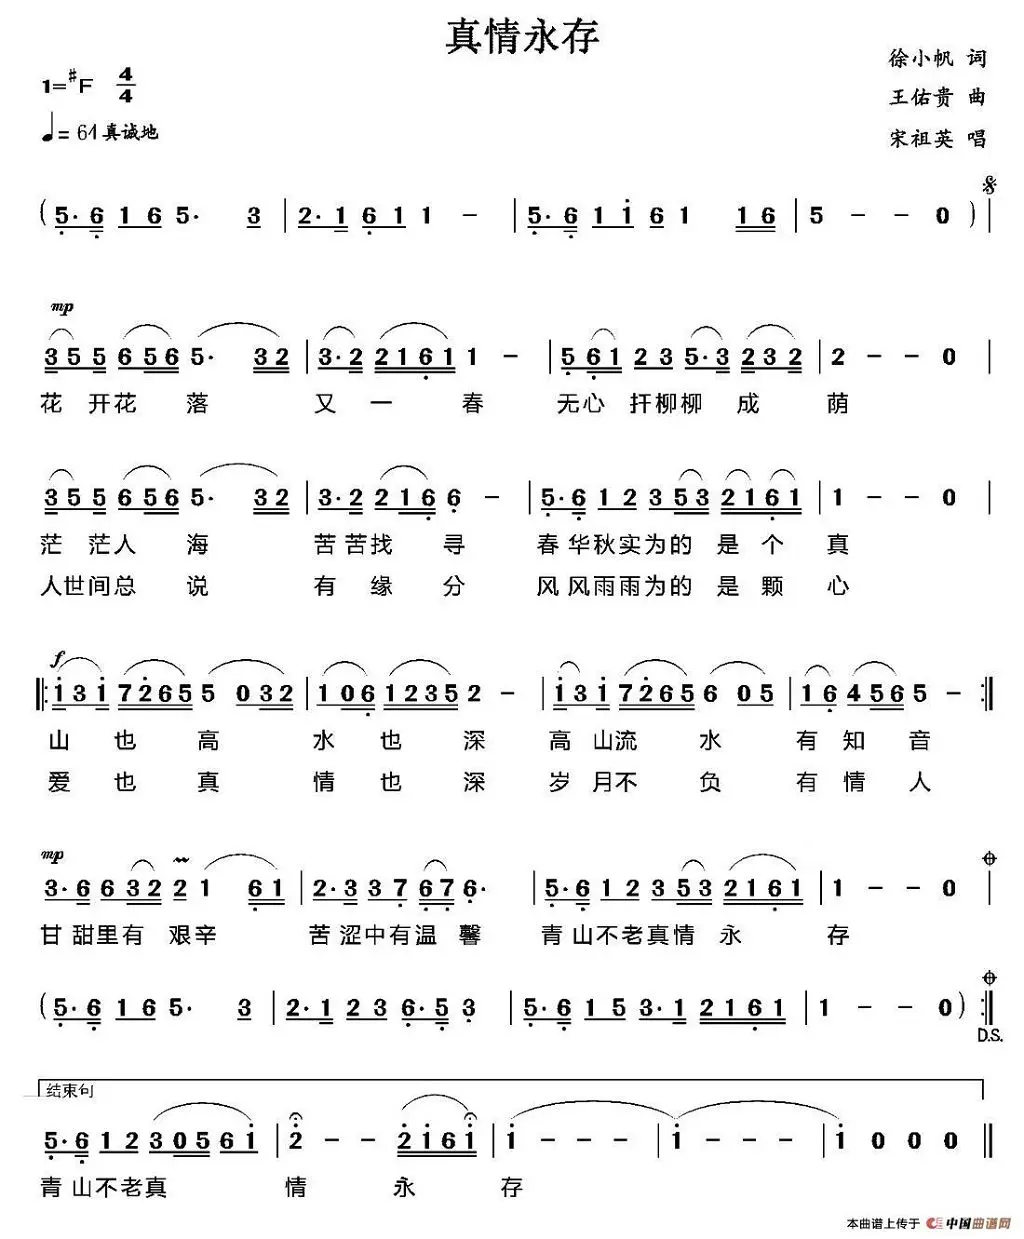 真情永存
徐小帆 词
1=#F 4/4
王佑贵 曲
♩= 64 真诚地
宋祖英 唱
( 5· 6 1 6 5· 3 | 2· 1 6 1 1 - | 5· 6 1 1 6 1 1 6 | 5 - - 0 ) |
mp
3 5 5 6 5 6 5· 3 2 | 3· 2 2 1 6 1 1 - | 5 6 1 2 3 5· 3 2 3 2 | 2 - - 0 |
花 开花 落 又 一 春 无心 扦柳柳 成 荫
3 5 5 6 5 6 5· 3 2 | 3· 2 2 1 6 6 - | 5· 6 1 2 3 5 3 2 1 6 1 | 1 - - 0 |
茫 茫人 海 苦 苦找 寻 春 华秋实为的 是 个 真
人世间总 说 有 缘 分 风 风雨雨为的 是 颗 心
f
‖: 1 3 1 7 2 6 5 5 0 3 2 | 1 0 6 1 2 3 5 2 - | 1 3 1 7 2 6 5 6 0 5 | 1 6 4 5 6 5 - :‖
山 也 高 水 也 深 高 山流 水 有 知 音
爱 也 真 情 也 深 岁 月不 负 有 情 人
mp
3· 6 6 3 2 2 1 6 1 | 2· 3 3 7 6 7 6· | 5· 6 1 2 3 5 3 2 1 6 1 | 1 - - 0 |
甘 甜里有 艰辛 苦 涩中有温 馨 青山不老真情 永 存
( 5· 6 1 6 5· 3 | 2· 1 2 3 6· 5 3 | 5· 6 1 5 3· 1 2 1 6 1 | 1 - - 0 ) :‖
D.S.
结束句
5· 6 1 2 3 0 5 6 1 | 2 - - 2 1 6 1 | 1 - - - | 1 - - - | 1 0 0 0 ‖
青山不老真 情 永 存
本曲谱上传于 中国曲谱网